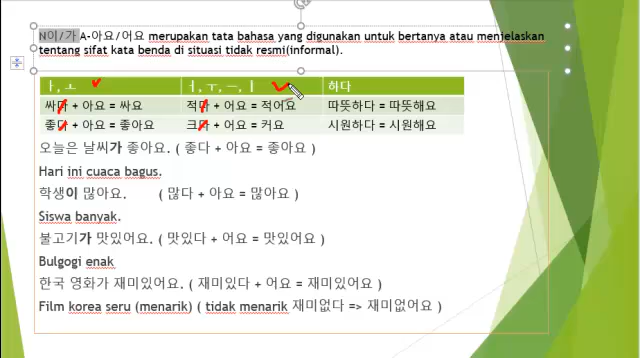 N이/가 A-아요/어요 merupakan tata bahasa yang digunakan untuk bertanya atau menjelaskan
tentang sifat kata benda di situasi tidak resmi(informal).
ㅏ, ㅗ ㅓ, ㅜ, ㅡ, ㅣ 하다
싸다 + 아요 = 싸요 적다 + 어요 = 적어요 따뜻하다 = 따뜻해요
좋다 + 아요 = 좋아요 크다 + 어요 = 커요 시원하다 = 시원해요
오늘은 날씨가 좋아요. ( 좋다 + 아요 = 좋아요 )
Hari ini cuaca bagus.
학생이 많아요. ( 많다 + 아요 = 많아요 )
Siswa banyak.
불고기가 맛있어요. ( 맛있다 + 어요 = 맛있어요 )
Bulgogi enak
한국 영화가 재미있어요. ( 재미있다 + 어요 = 재미있어요 )
Film korea seru (menarik) ( tidak menarik 재미없다 => 재미없어요 )